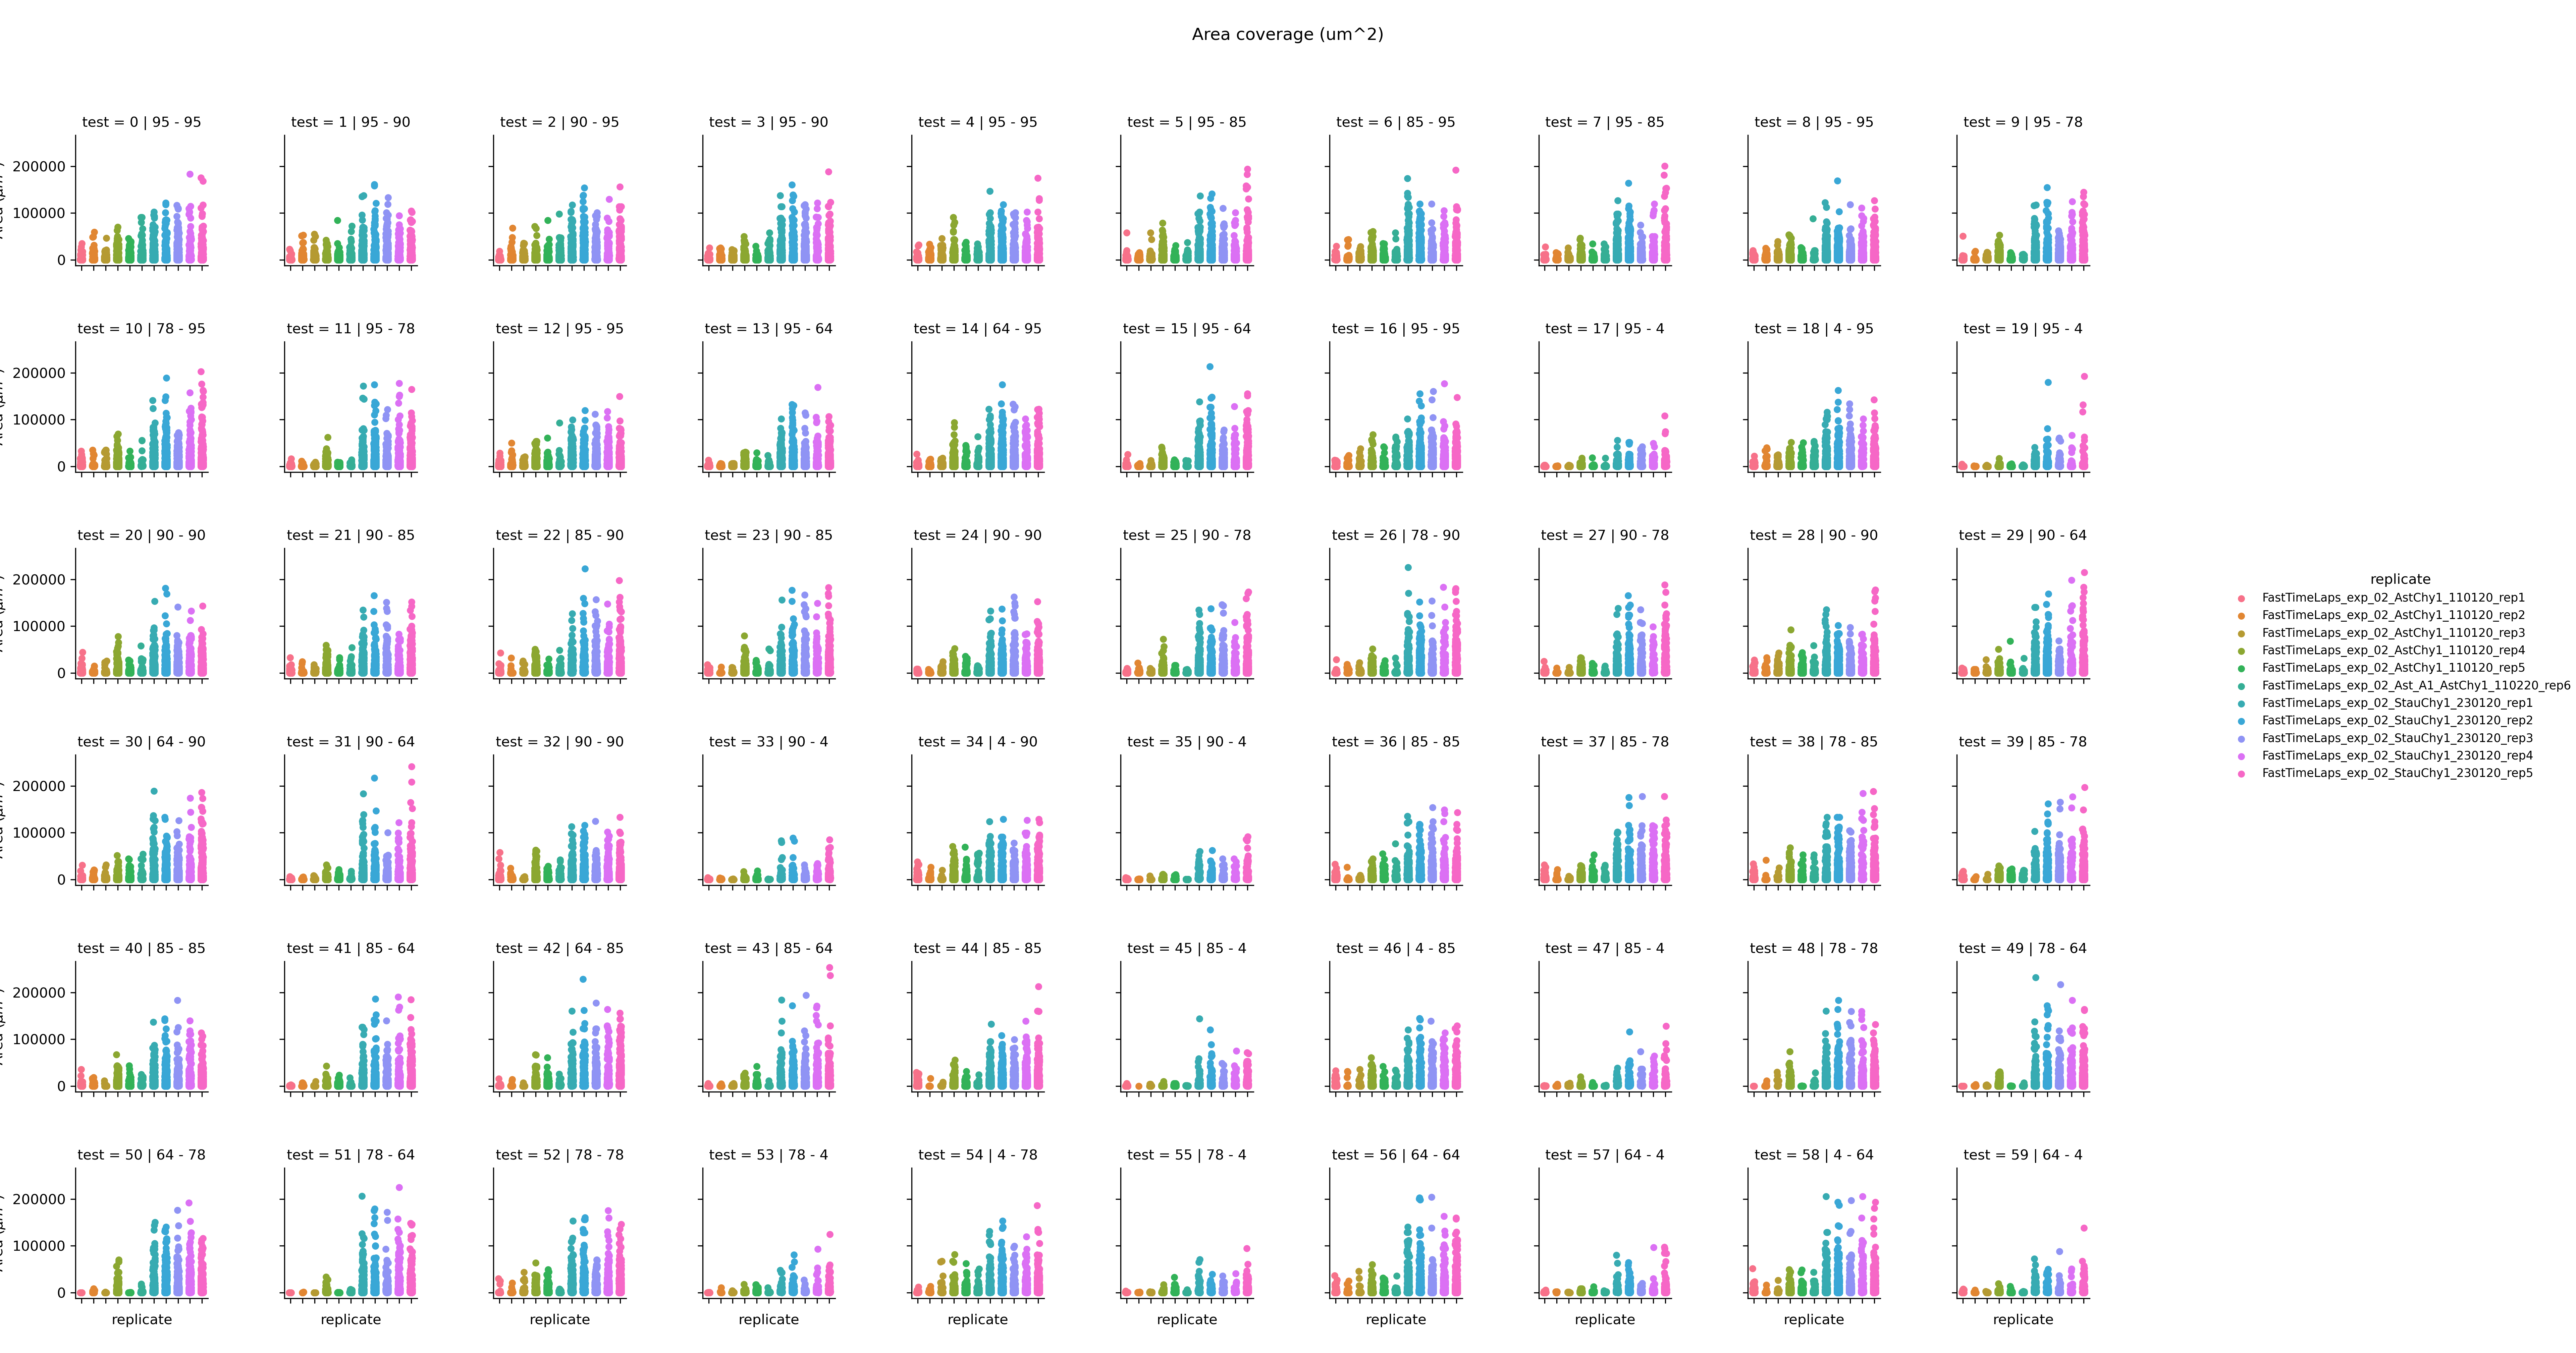 Area coverage (um^2)
test = 0 | 95 - 95
test = 1 | 95 - 90
test = 2 | 90 - 95
test = 3 | 95 - 90
test = 4 | 95 - 95
test = 5 | 95 - 85
test = 6 | 85 - 95
test = 7 | 95 - 85
test = 8 | 95 - 95
test = 9 | 95 - 78
200000
100000
0
test = 10 | 78 - 95
test = 11 | 95 - 78
test = 12 | 95 - 95
test = 13 | 95 - 64
test = 14 | 64 - 95
test = 15 | 95 - 64
test = 16 | 95 - 95
test = 17 | 95 - 4
test = 18 | 4 - 95
test = 19 | 95 - 4
200000
100000
0
test = 20 | 90 - 90
test = 21 | 90 - 85
test = 22 | 85 - 90
test = 23 | 90 - 85
test = 24 | 90 - 90
test = 25 | 90 - 78
test = 26 | 78 - 90
test = 27 | 90 - 78
test = 28 | 90 - 90
test = 29 | 90 - 64
200000
100000
0
test = 30 | 64 - 90
test = 31 | 90 - 64
test = 32 | 90 - 90
test = 33 | 90 - 4
test = 34 | 4 - 90
test = 35 | 90 - 4
test = 36 | 85 - 85
test = 37 | 85 - 78
test = 38 | 78 - 85
test = 39 | 85 - 78
200000
100000
0
test = 40 | 85 - 85
test = 41 | 85 - 64
test = 42 | 64 - 85
test = 43 | 85 - 64
test = 44 | 85 - 85
test = 45 | 85 - 4
test = 46 | 4 - 85
test = 47 | 85 - 4
test = 48 | 78 - 78
test = 49 | 78 - 64
200000
100000
0
test = 50 | 64 - 78
test = 51 | 78 - 64
test = 52 | 78 - 78
test = 53 | 78 - 4
test = 54 | 4 - 78
test = 55 | 78 - 4
test = 56 | 64 - 64
test = 57 | 64 - 4
test = 58 | 4 - 64
test = 59 | 64 - 4
200000
100000
0
replicate
replicate
replicate
replicate
replicate
replicate
replicate
replicate
replicate
replicate
replicate
FastTimeLaps_exp_02_AstChy1_110120_rep1
FastTimeLaps_exp_02_AstChy1_110120_rep2
FastTimeLaps_exp_02_AstChy1_110120_rep3
FastTimeLaps_exp_02_AstChy1_110120_rep4
FastTimeLaps_exp_02_AstChy1_110120_rep5
FastTimeLaps_exp_02_Ast_A1_AstChy1_110220_rep6
FastTimeLaps_exp_02_StauChy1_230120_rep1
FastTimeLaps_exp_02_StauChy1_230120_rep2
FastTimeLaps_exp_02_StauChy1_230120_rep3
FastTimeLaps_exp_02_StauChy1_230120_rep4
FastTimeLaps_exp_02_StauChy1_230120_rep5